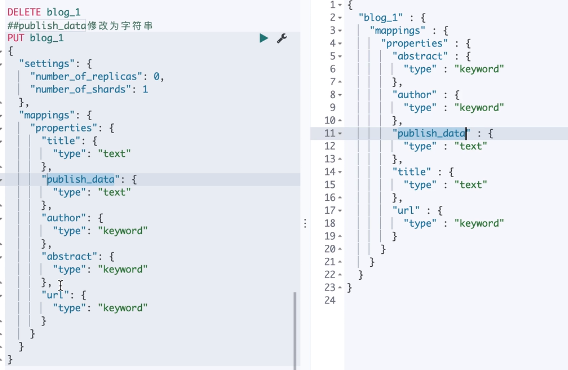 DELETE blog_1
##publish_data修改为字符串
PUT blog_1
{
"settings": {
"number_of_replicas": 0,
"number_of_shards": 1
},
"mappings": {
"properties": {
"title": {
"type": "text"
},
"publish_data": {
"type": "text"
},
"author": {
"type": "keyword"
},
"abstract": {
"type": "keyword"
},
"url": {
"type": "keyword"
}
}
}
}
1 {
2 "blog_1" : {
3 "mappings" : {
4 "properties" : {
5 "abstract" : {
6 "type" : "keyword"
7 },
8 "author" : {
9 "type" : "keyword"
10 },
11 "publish_data" : {
12 "type" : "text"
13 },
14 "title" : {
15 "type" : "text"
16 },
17 "url" : {
18 "type" : "keyword"
19 }
20 }
21 }
22 }
23 }
24